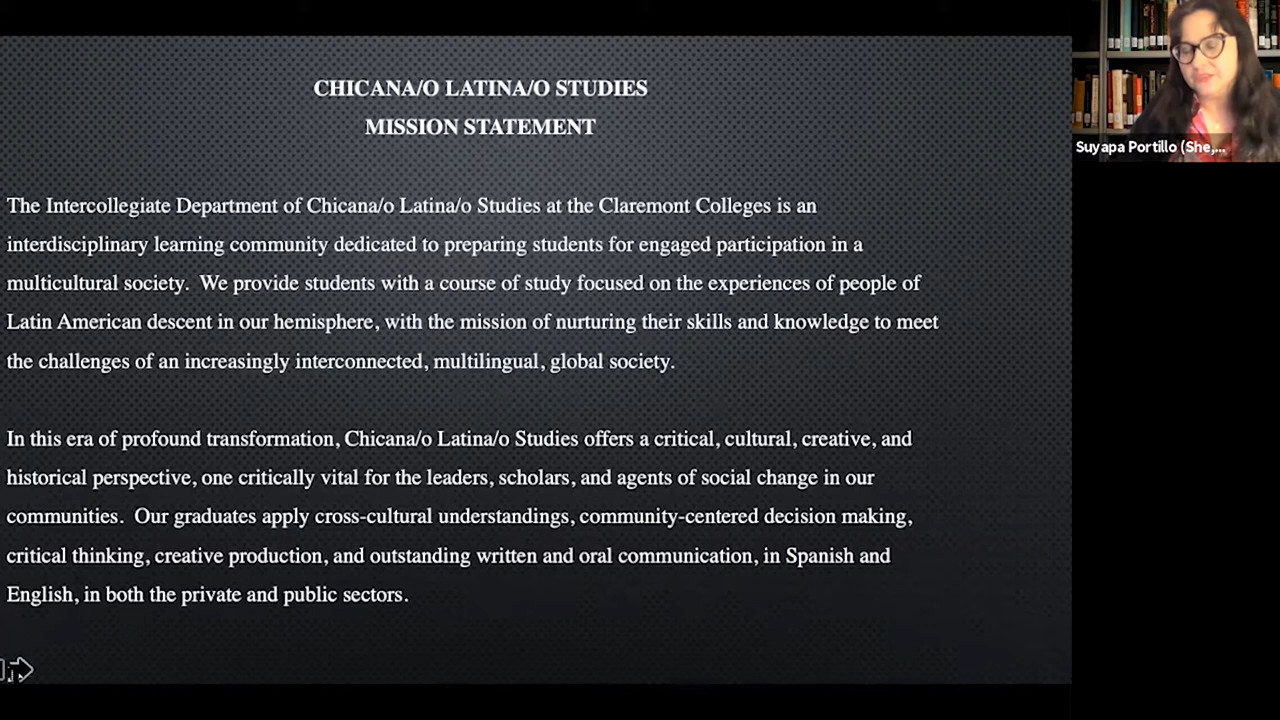 CHICANA/O LATINA/O STUDIES
MISSION STATEMENT
The Intercollegiate Department of Chicana/o Latina/o Studies at the Claremont Colleges is an
interdisciplinary learning community dedicated to preparing students for engaged participation in a
multicultural society.  We provide students with a course of study focused on the experiences of people of
Latin American descent in our hemisphere, with the mission of nurturing their skills and knowledge to meet
the challenges of an increasingly interconnected, multilingual, global society.
In this era of profound transformation, Chicana/o Latina/o Studies offers a critical, cultural, creative, and
historical perspective, one critically vital for the leaders, scholars, and agents of social change in our
communities.  Our graduates apply cross-cultural understandings, community-centered decision making,
critical thinking, creative production, and outstanding written and oral communication, in Spanish and
English, in both the private and public sectors.
Suyapa Portillo (She,...